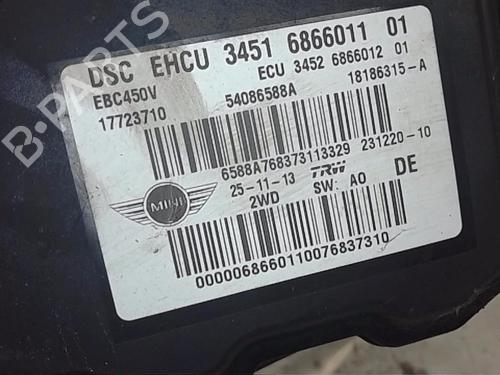 DSC EHCU 3451 6866011 01
ECU 3452 6866012 01
EBC450V 54086588A 18186315-A
17723710
6588A768373113329 231220-10
25-11-13 TRW DE
MINI 2WD SW: A0
0000068660110076837310
B-PARTS